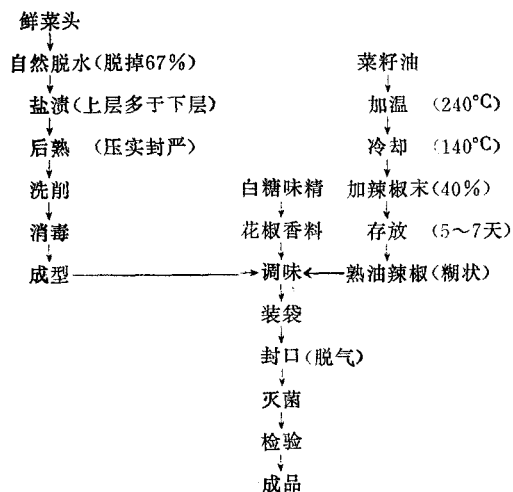 鲜菜头
自然脱水(脱掉67%) 菜籽油
盐渍(上层多于下层) 加温 (240℃)
后熟 (压实封严) 冷却 (140℃)
洗削 白糖味精 加辣椒末(40%)
消毒 花椒香料 存放 (5～7天)
成型 调味 熟油辣椒(糊状)
装袋
封口(脱气)
灭菌
检验
成品